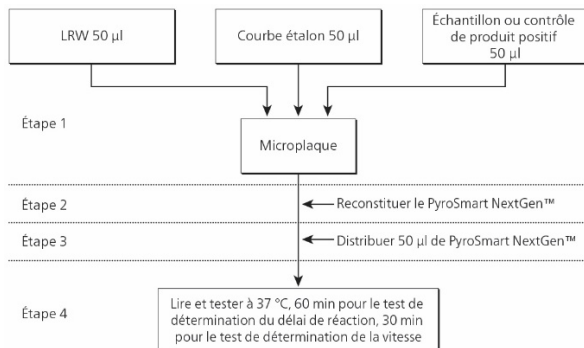 LRW 50 µl
Courbe étalon 50 µl
Échantillon ou contrôle
de produit positif
50 µl
Étape 1
Microplaque
Étape 2
Reconstituer le PyroSmart NextGen™
Étape 3
Distribuer 50 µl de PyroSmart NextGen™
Étape 4
Lire et tester à 37 °C, 60 min pour le test de
détermination du délai de réaction, 30 min
pour le test de détermination de la vitesse